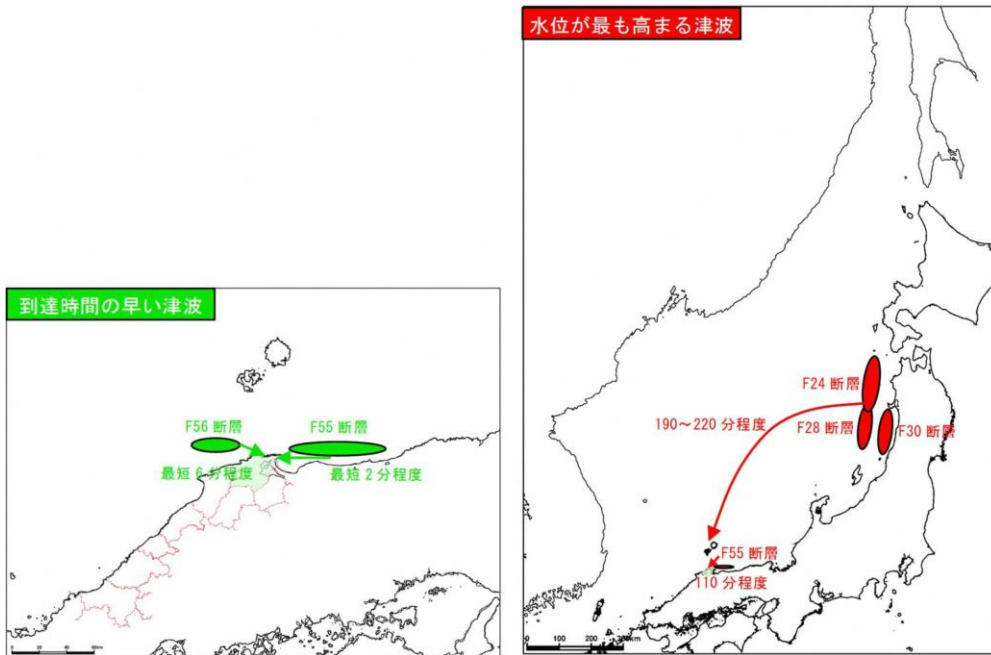 到達時間の早い津波
F56 断層
F55 断層
最短 6 分程度
最短 2 分程度
水位が最も高まる津波
F24 断層
190～220 分程度
F28 断層
F30 断層
F55 断層
110 分程度
0 100 200